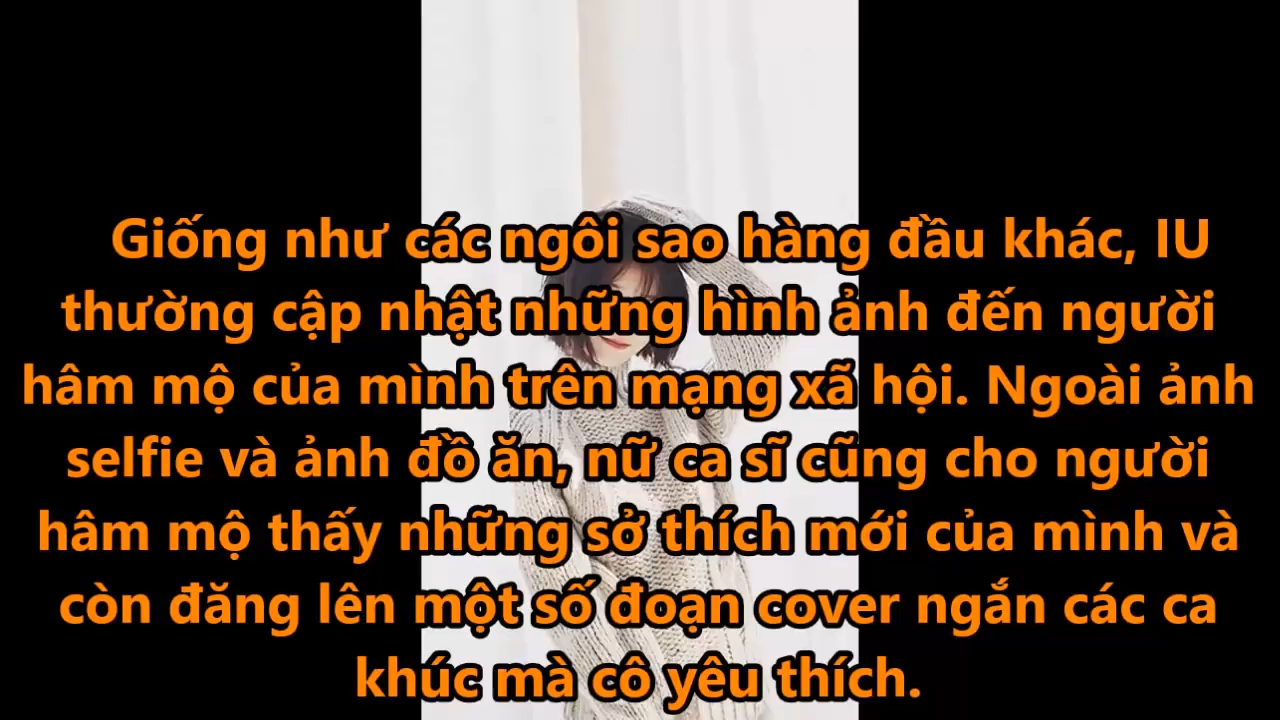 Giống như các ngôi sao hàng đầu khác, IU
thường cập nhật những hình ảnh đến người
hâm mộ của mình trên mạng xã hội. Ngoài ảnh
selfie và ảnh đồ ăn, nữ ca sĩ cũng cho người
hâm mộ thấy những sở thích mới của mình và
còn đăng lên một số đoạn cover ngắn các ca
khúc mà cô yêu thích.